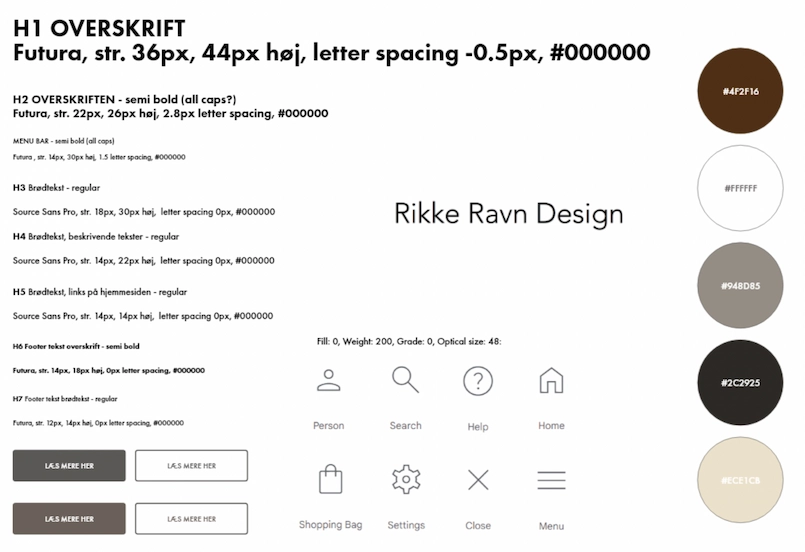 H1 OVERSKRIFT
Futura, str. 36px, 44px høj, letter spacing -0.5px, #000000
H2 OVERSKRIFTEN - semi bold (all caps?)
Futura, str. 22px, 26px høj, 2.8px letter spacing, #000000
MENU BAR - semi bold (all caps)
Futura , str. 14px, 30px høj, 1.5 letter spacing, #000000
H3 Brødtekst - regular
Source Sans Pro, str. 18px, 30px høj, letter spacing 0px, #000000
H4 Brødtekst, beskrivende tekster - regular
Source Sans Pro, str. 14px, 22px høj, letter spacing 0px, #000000
H5 Brødtekst, links på hjemmesiden - regular
Source Sans Pro, str. 14px, 14px høj, letter spacing 0px, #000000
H6 Footer tekst overskrift - semi bold
Futura, str. 14px, 18px høj, 0px letter spacing, #000000
H7 Footer tekst brødtekst - regular
Futura, str. 12px, 14px høj, 0px letter spacing, #000000
LÆS MERE HER
LÆS MERE HER
LÆS MERE HER
LÆS MERE HER
Rikke Ravn Design
Fill: 0, Weight: 200, Grade: 0, Optical size: 48:
Person
Search
Help
Home
Shopping Bag
Settings
Close
Menu
#4F2F16
#FFFFFF
#948D85
#2C2925
#ECE1CB